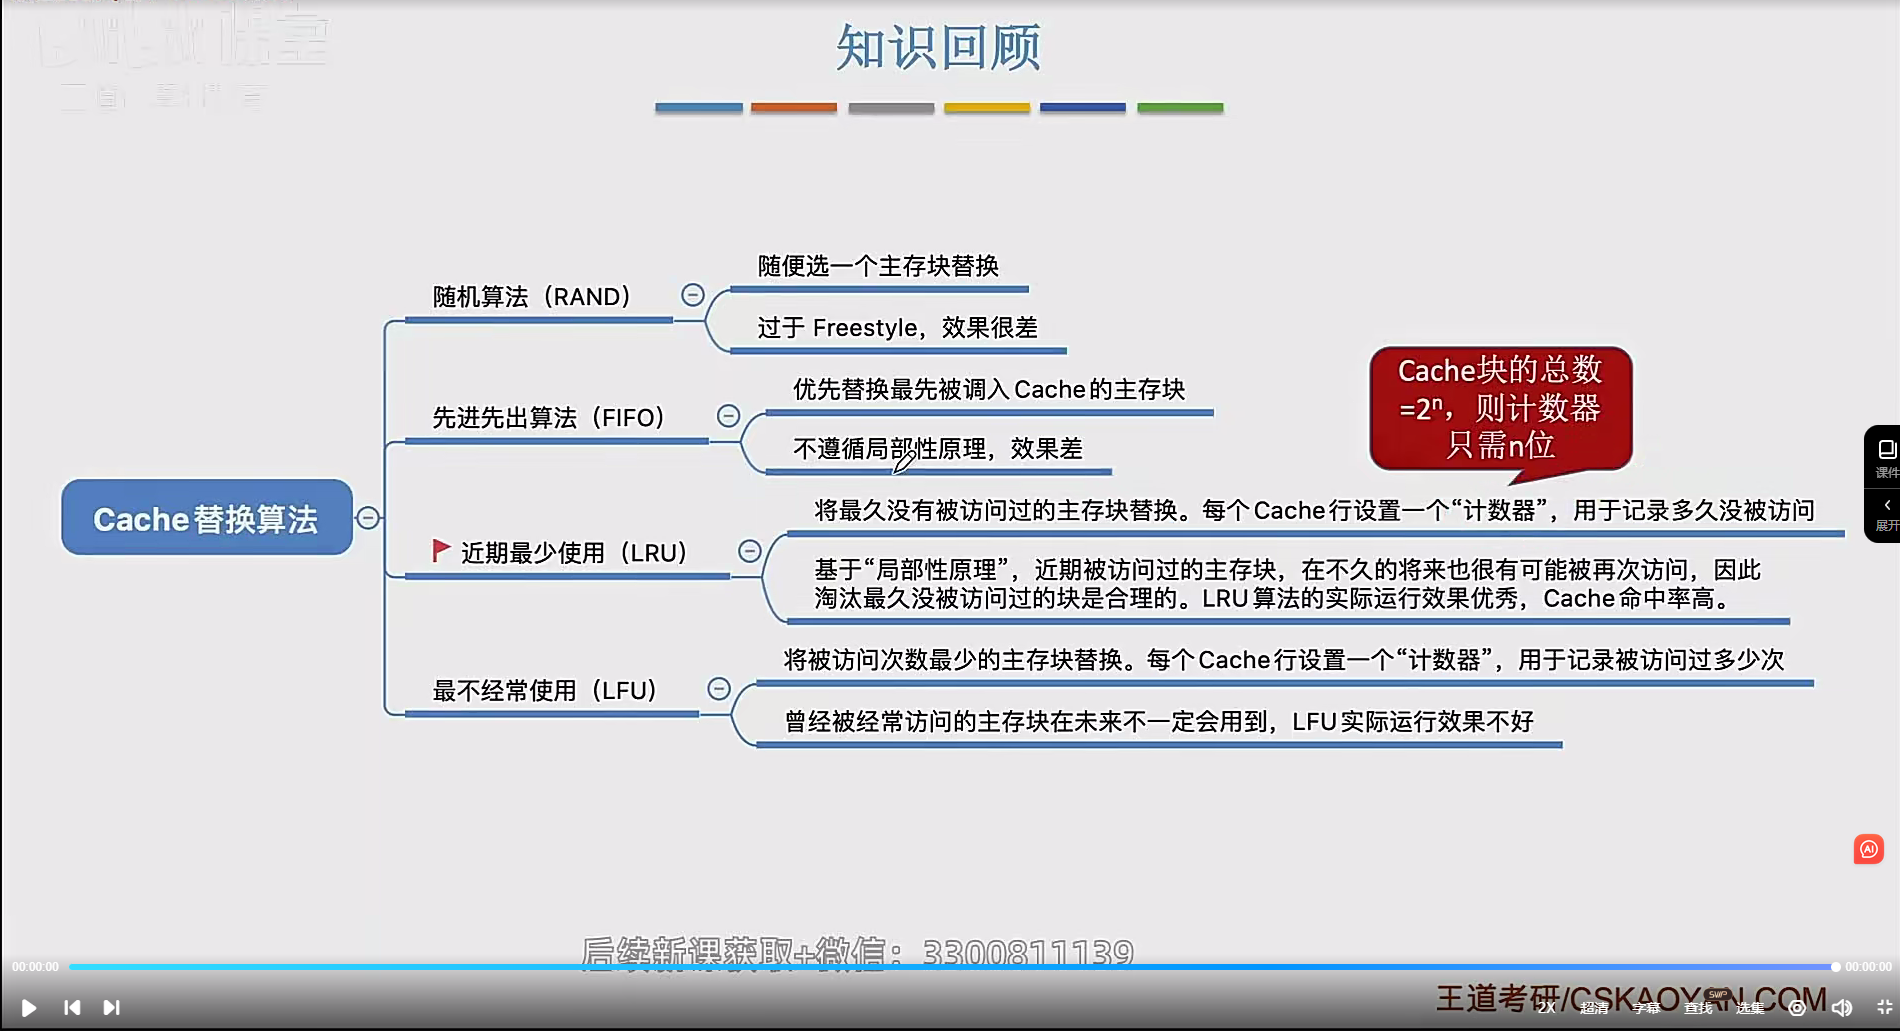 知识回顾
随机算法（RAND）
随便选一个主存块替换
过于 Freestyle，效果很差
先进先出算法（FIFO）
优先替换最先被调入Cache的主存块
不遵循局部性原理，效果差
Cache块的总数
=2ⁿ，则计数器
只需n位
Cache替换算法
近期最少使用（LRU）
将最久没有被访问过的主存块替换。每个Cache行设置一个“计数器”，用于记录多久没被访问
基于“局部性原理”，近期被访问过的主存块，在不久的将来也很有可能被再次访问，因此
淘汰最久没被访问过的块是合理的。LRU算法的实际运行效果优秀，Cache命中率高。
最不经常使用（LFU）
将被访问次数最少的主存块替换。每个Cache行设置一个“计数器”，用于记录被访问过多少次
曾经被经常访问的主存块在未来不一定会用到，LFU实际运行效果不好
课件
展开
AI
后续新课获取+微信：3300811139
00:00:00
00:00:00
王道考研/CSKAOYAN.COM
2X 超清 字幕 查找 SWP 选集